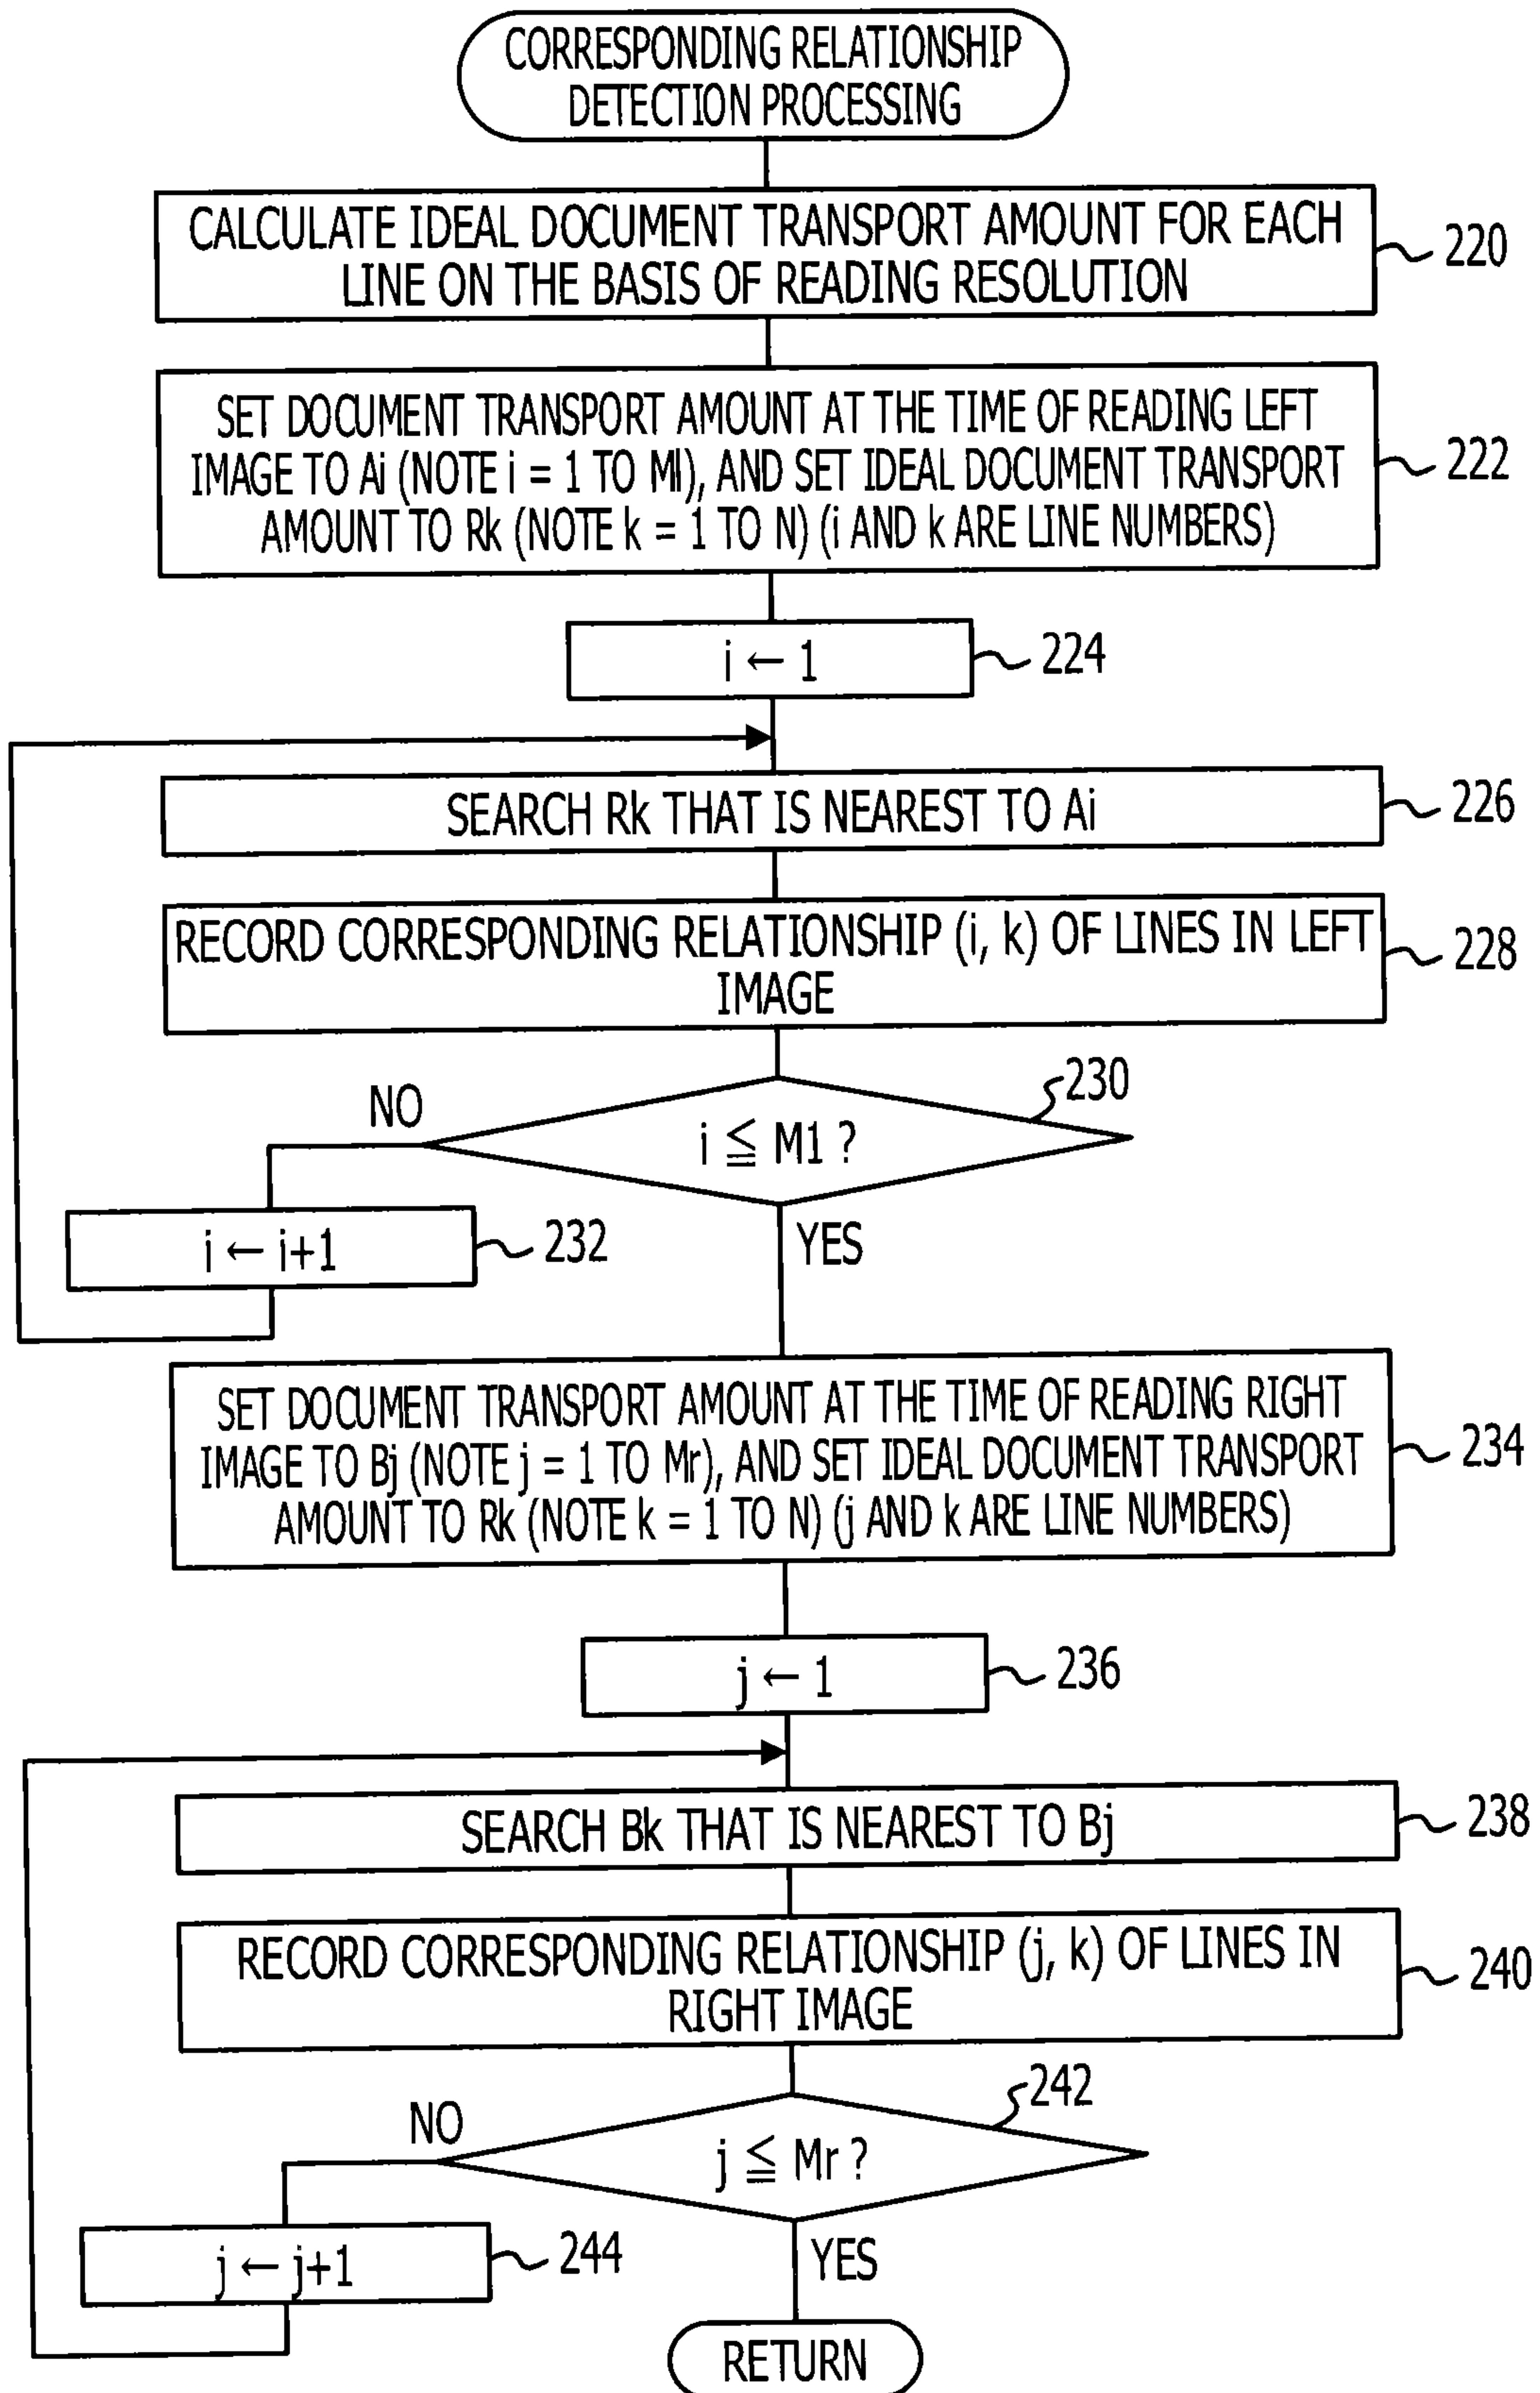 CORRESPONDING RELATIONSHIP
DETECTION PROCESSING
CALCULATE IDEAL DOCUMENT TRANSPORT AMOUNT FOR EACH
LINE ON THE BASIS OF READING RESOLUTION
220
SET DOCUMENT TRANSPORT AMOUNT AT THE TIME OF READING LEFT
IMAGE TO Ai (NOTE i = 1 TO Ml), AND SET IDEAL DOCUMENT TRANSPORT
AMOUNT TO Rk (NOTE k = 1 TO N) (i AND k ARE LINE NUMBERS)
222
i ← 1
224
SEARCH Rk THAT IS NEAREST TO Ai
226
RECORD CORRESPONDING RELATIONSHIP (i, k) OF LINES IN LEFT
IMAGE
228
230
NO
i ≦ M1 ?
YES
i ← i+1
232
SET DOCUMENT TRANSPORT AMOUNT AT THE TIME OF READING RIGHT
IMAGE TO Bj (NOTE j = 1 TO Mr), AND SET IDEAL DOCUMENT TRANSPORT
AMOUNT TO Rk (NOTE k = 1 TO N) (j AND k ARE LINE NUMBERS)
234
j ← 1
236
SEARCH Bk THAT IS NEAREST TO Bj
238
RECORD CORRESPONDING RELATIONSHIP (j, k) OF LINES IN
RIGHT IMAGE
240
242
NO
j ≦ Mr ?
YES
j ← j+1
244
RETURN